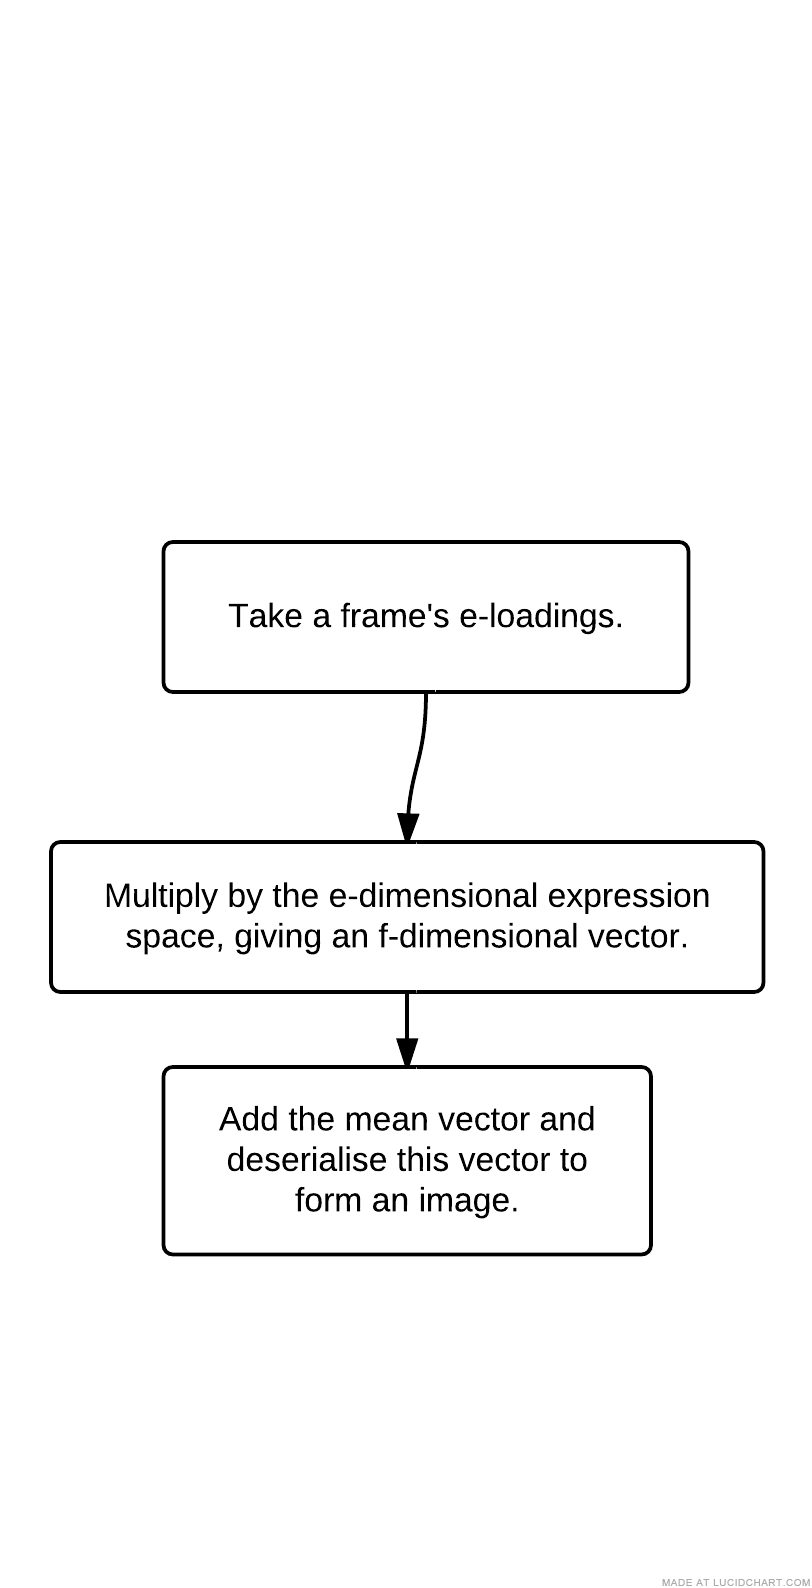 Take a frame's e-loadings.
Multiply by the e-dimensional expression
space, giving an f-dimensional vector.
Add the mean vector and
deserialise this vector to
form an image.
MADE AT LUCIDCHART.COM